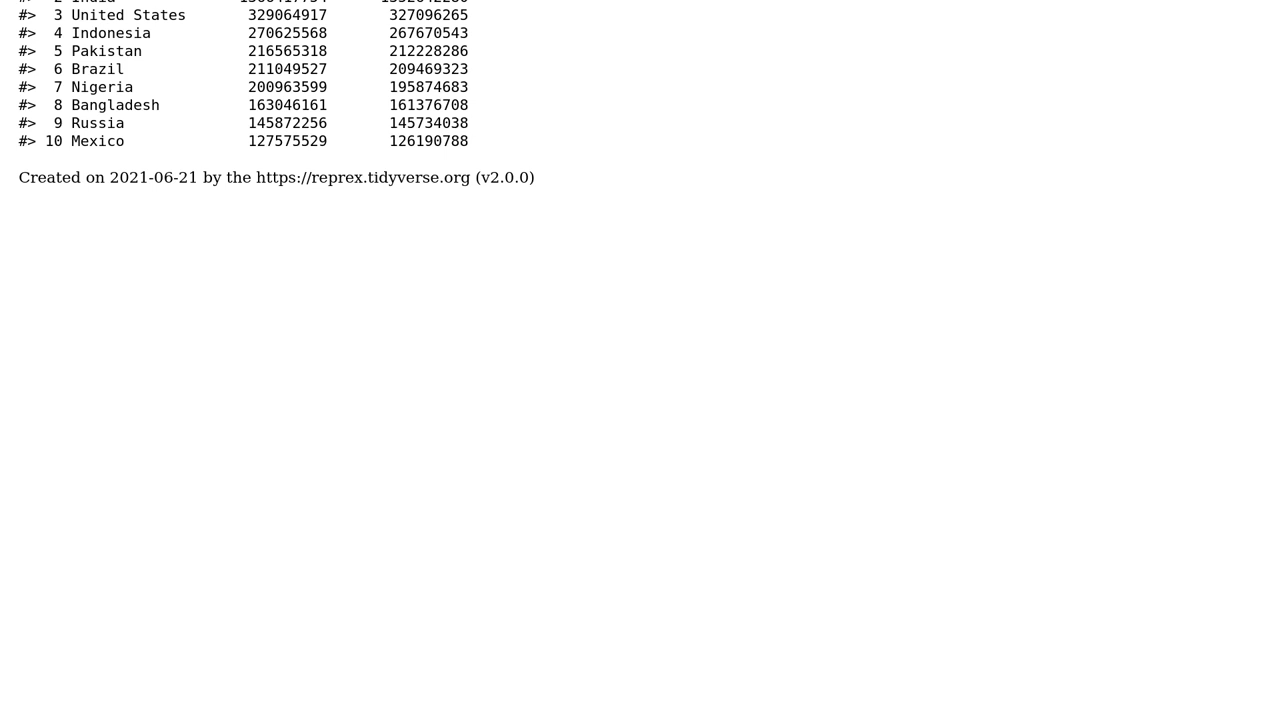 #>  3 United States       329064917       327096265
#>  4 Indonesia           270625568       267670543
#>  5 Pakistan            216565318       212228286
#>  6 Brazil              211049527       209469323
#>  7 Nigeria             200963599       195874683
#>  8 Bangladesh          163046161       161376708
#>  9 Russia              145872256       145734038
#> 10 Mexico              127575529       126190788
Created on 2021-06-21 by the https://reprex.tidyverse.org (v2.0.0)